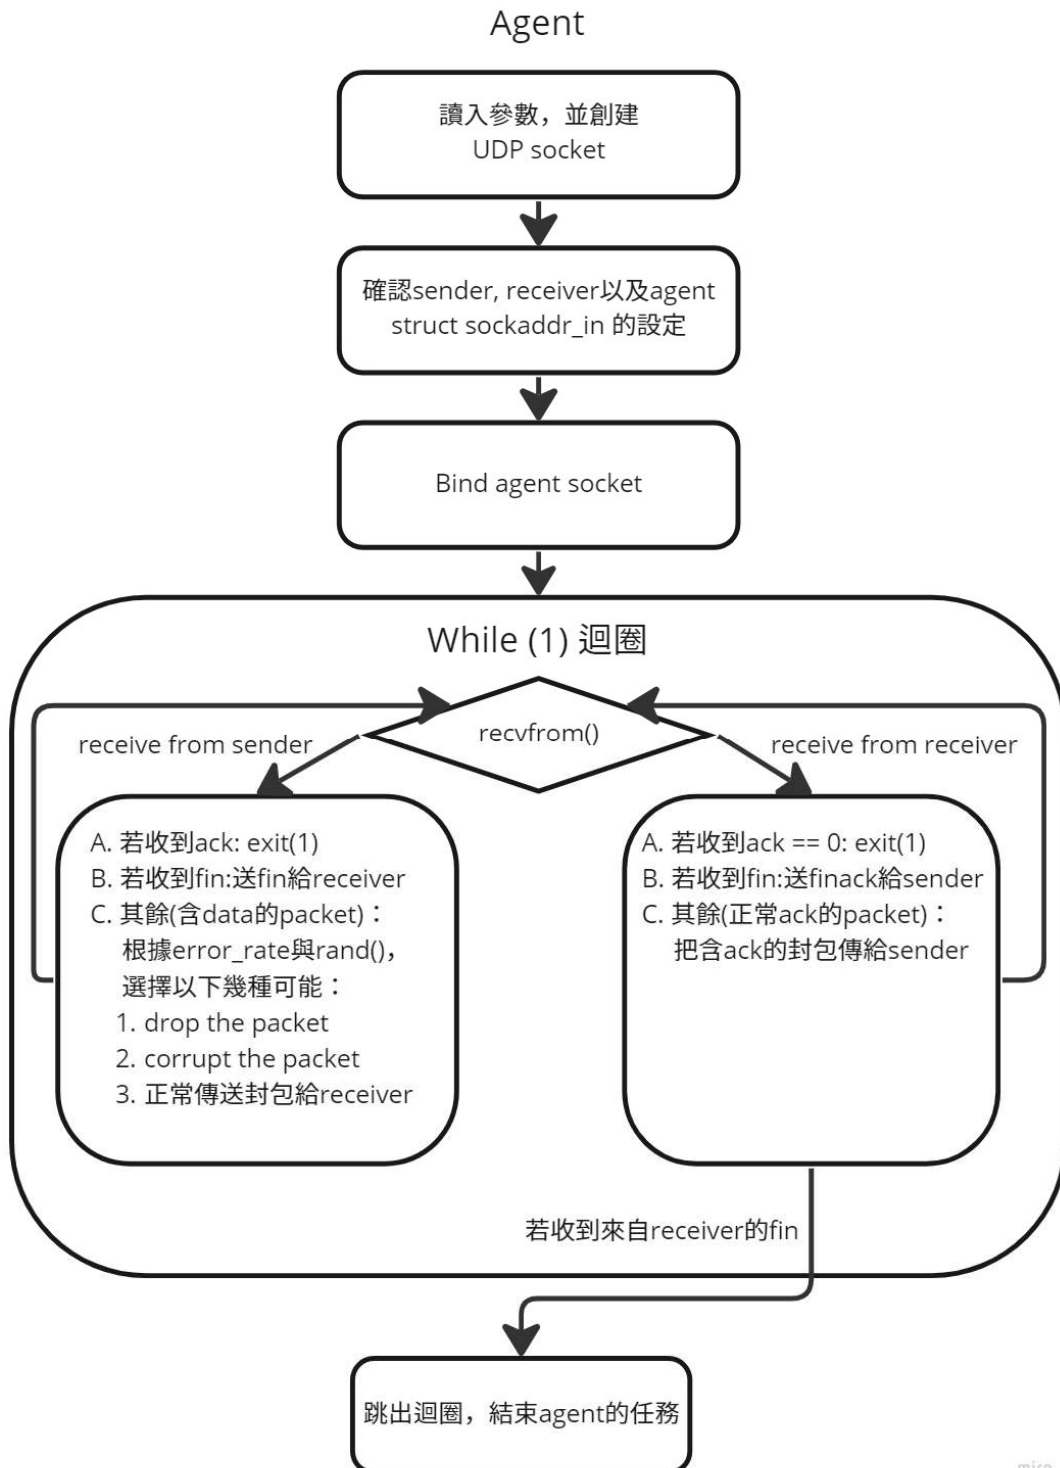 Agent
讀入參數，並創建
UDP socket
確認sender, receiver以及agent
struct sockaddr_in 的設定
Bind agent socket
While (1) 迴圈
recvfrom()
receive from sender
receive from receiver
A. 若收到ack: exit(1)
B. 若收到fin:送fin給receiver
C. 其餘(含data的packet)：
根據error_rate與rand()，
選擇以下幾種可能：
1. drop the packet
2. corrupt the packet
3. 正常傳送封包給receiver
A. 若收到ack == 0: exit(1)
B. 若收到fin:送finack給sender
C. 其餘(正常ack的packet)：
把含ack的封包傳給sender
若收到來自receiver的fin
跳出迴圈，結束agent的任務
miro